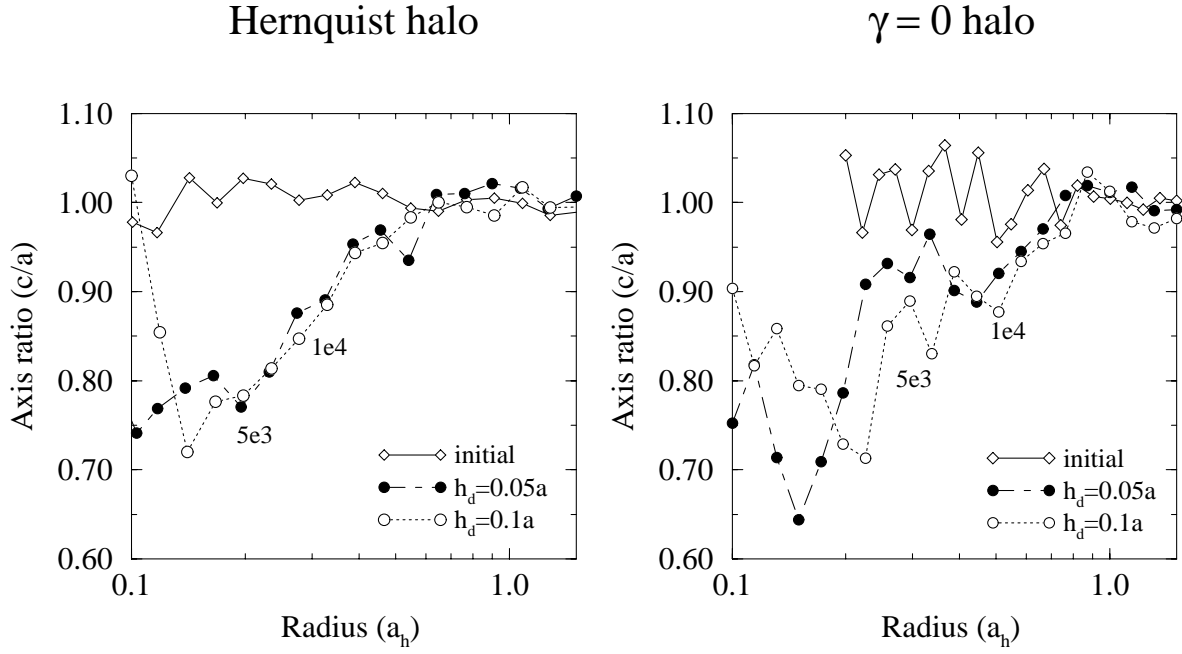 Hernquist halo
γ = 0 halo
1.10
1.00
0.90
0.80
0.70
0.60
Axis ratio (c/a)
0.1
1.0
Radius (a_h)
1e4
5e3
initial
h_d=0.05a
h_d=0.1a
1.10
1.00
0.90
0.80
0.70
0.60
Axis ratio (c/a)
0.1
1.0
Radius (a_h)
1e4
5e3
initial
h_d=0.05a
h_d=0.1a